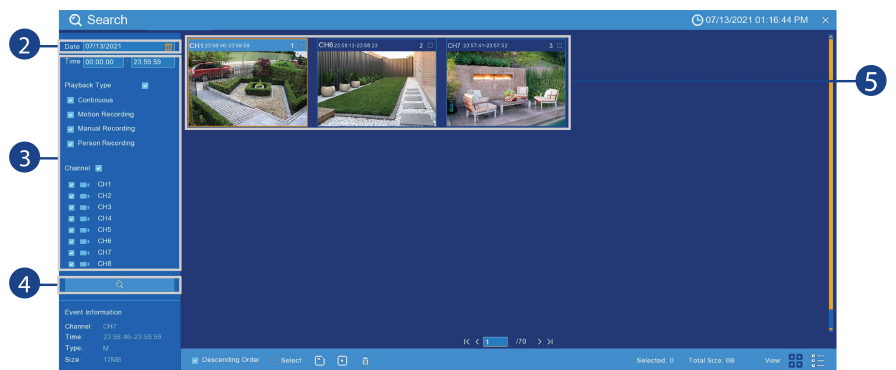 Search
07/13/2021 01:16:44 PM
2
Date 07/13/2021
Time 00:00:00 - 23:59:59
Playback Type
Continuous
Motion Recording
Manual Recording
Person Recording
3
Channel
CH1
CH2
CH3
CH4
CH5
CH6
CH7
CH8
4
Event Information
Channel: CH7
Time: 23:58:46-23:59:59
Type: M
Size: 17MB
CH1 23:58:46-23:59:59 1
CH6 23:58:13-23:58:23 2
CH7 23:57:41-23:57:52 3
5
1 /70
Descending Order
Select
Selected: 0
Total Size: 0B
View: